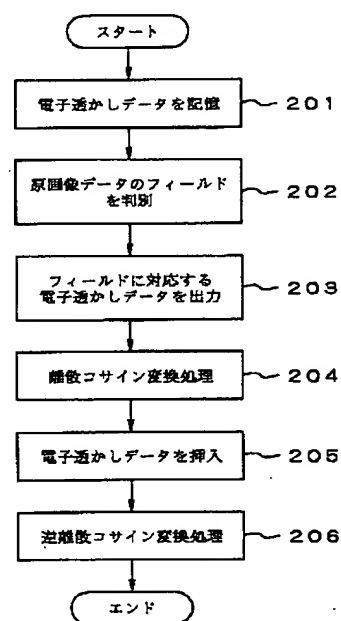 スタート
電子透かしデータを記憶
201
原画像データのフィールド
を判別
202
フィールドに対応する
電子透かしデータを出力
203
離散コサイン変換処理
204
電子透かしデータを挿入
205
逆離散コサイン変換処理
206
エンド